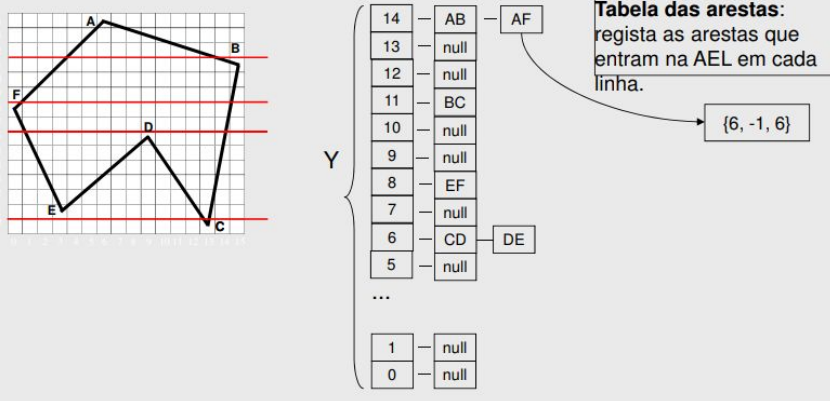 A
B
F
D
E
C
0 1 2 3 4 5 6 7 8 9 10 11 12 13 14 15
Y
14 AB AF
13 null
12 null
11 BC
10 null
9 null
8 EF
7 null
6 CD DE
5 null
...
1 null
0 null
Tabela das arestas:
regista as arestas que
entram na AEL em cada
linha.
{6, -1, 6}